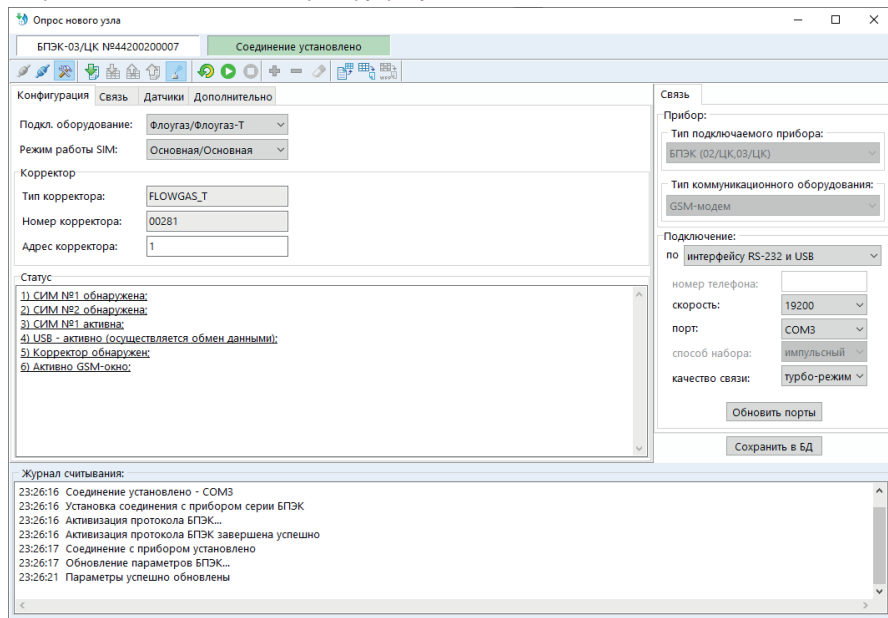 Опрос нового узла
БПЭК-03/ЦК №44200200007
Соединение установлено
Конфигурация Связь Датчики Дополнительно
Подкл. оборудование: Флоугаз/Флоугаз-Т
Режим работы SIM: Основная/Основная
Корректор
Тип корректора: FLOWGAS_T
Номер корректора: 00281
Адрес корректора: 1
Статус
1) СИМ №1 обнаружена;
2) СИМ №2 обнаружена;
3) СИМ №1 активна;
4) USB - активно (осуществляется обмен данными);
5) Корректор обнаружен;
6) Активно GSM-окно;
Связь
Прибор:
Тип подключаемого прибора:
БПЭК (02/ЦК,03/ЦК)
Тип коммуникационного оборудования:
GSM-модем
Подключение:
по интерфейсу RS-232 и USB
номер телефона:
скорость: 19200
порт: COM3
способ набора: импульсный
качество связи: турбо-режим
Обновить порты
Сохранить в БД
Журнал считывания:
23:26:16 Соединение установлено - COM3
23:26:16 Установка соединения с прибором серии БПЭК
23:26:16 Активизация протокола БПЭК...
23:26:16 Активизация протокола БПЭК завершена успешно
23:26:17 Соединение с прибором установлено
23:26:17 Обновление параметров БПЭК...
23:26:21 Параметры успешно обновлены